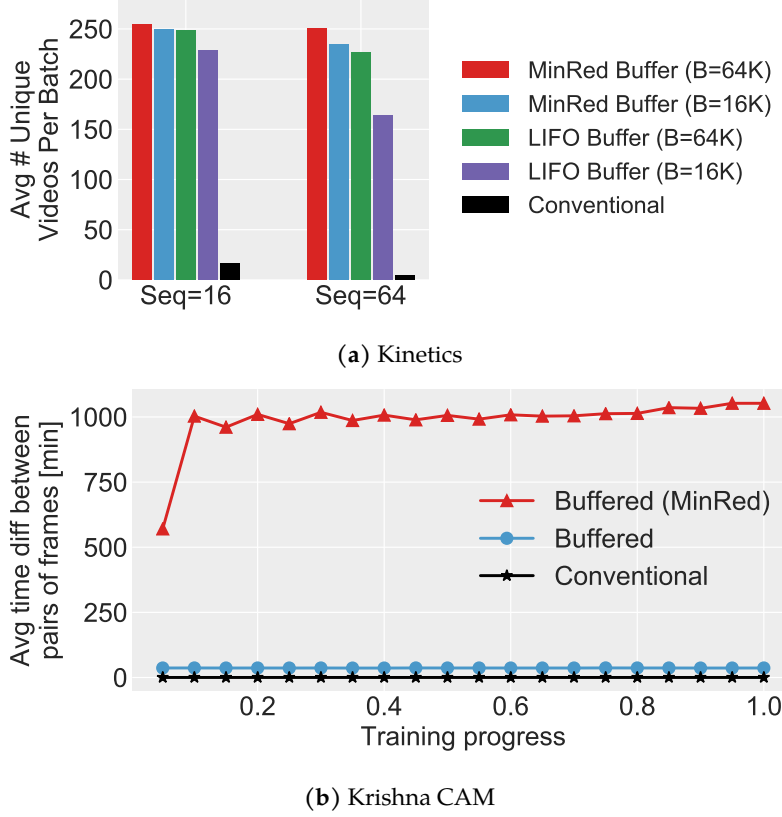 250
200
150
100
50
0
Avg # Unique
Videos Per Batch
Seq=16
Seq=64
MinRed Buffer (B=64K)
MinRed Buffer (B=16K)
LIFO Buffer (B=64K)
LIFO Buffer (B=16K)
Conventional
(a) Kinetics
1000
750
500
250
0
Avg time diff between
pairs of frames [min]
Buffered (MinRed)
Buffered
Conventional
0.2
0.4
0.6
0.8
1.0
Training progress
(b) Krishna CAM